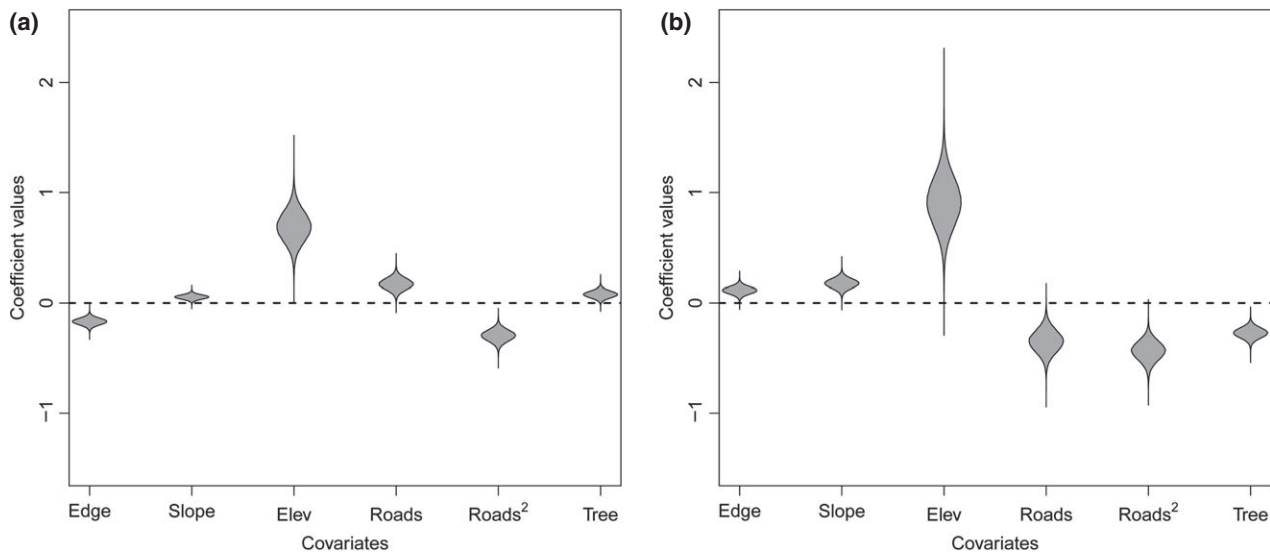 (a)
Coefficient values
2
1
0
−1
Edge Slope Elev Roads Roads² Tree
Covariates
(b)
Coefficient values
2
1
0
−1
Edge Slope Elev Roads Roads² Tree
Covariates